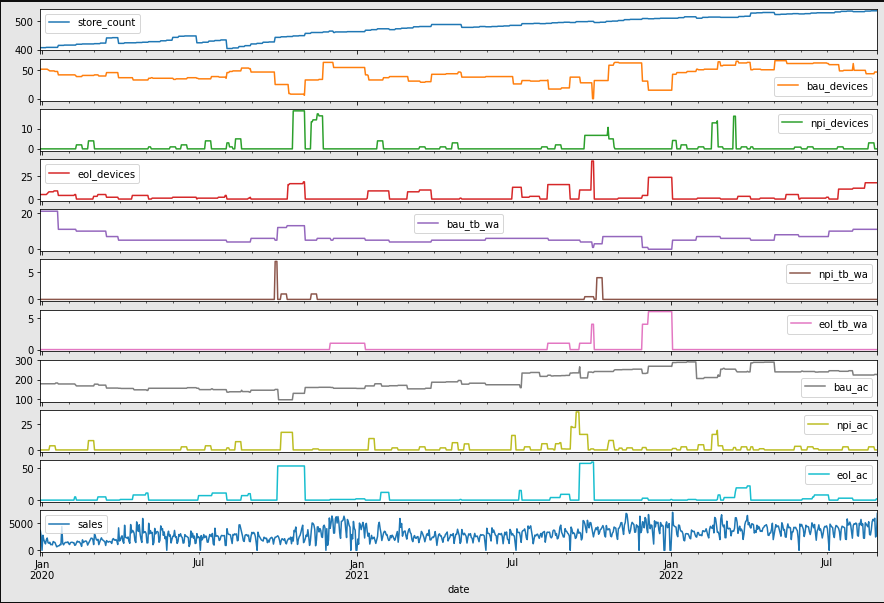 500
400
store_count
50
0
bau_devices
10
0
npi_devices
25
0
eol_devices
20
0
bau_tb_wa
5
0
npi_tb_wa
5
0
eol_tb_wa
300
200
100
bau_ac
25
0
npi_ac
50
0
eol_ac
5000
0
sales
Jan Jul Jan Jul Jan Jul
2020 2021 2022
date